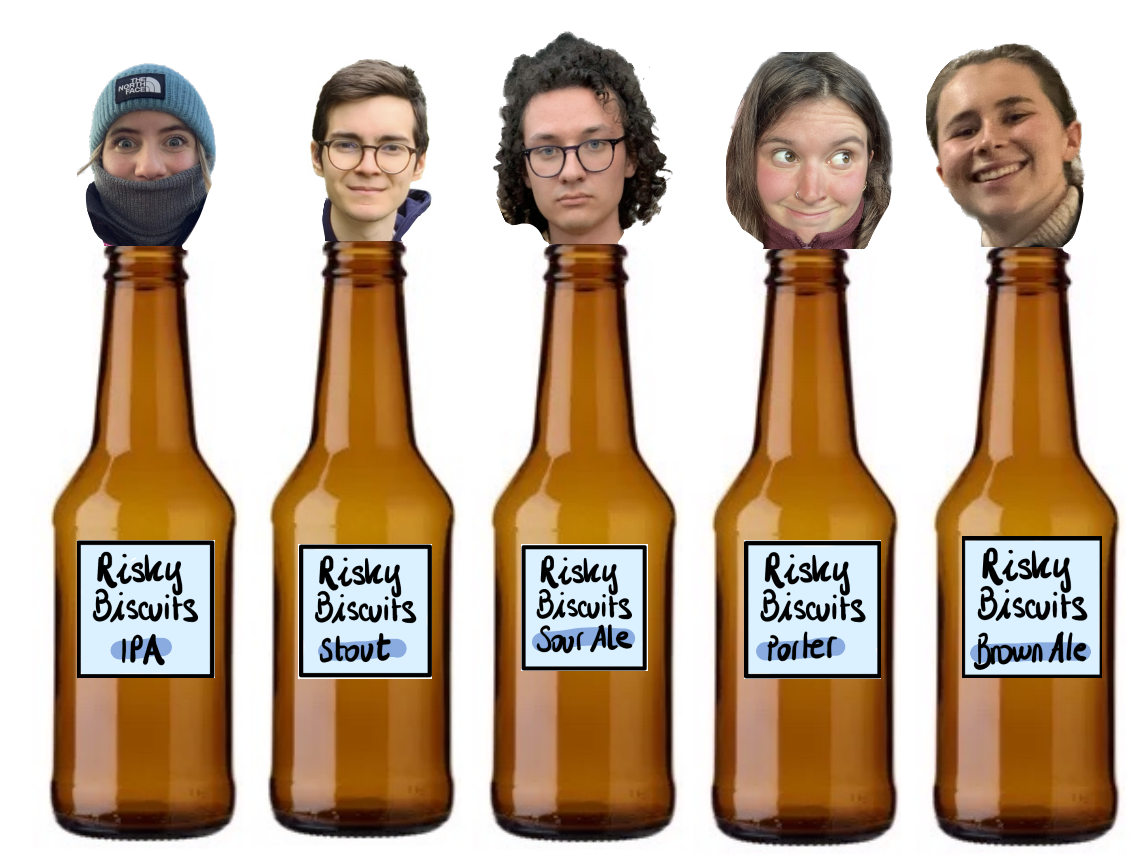 THE
NORTH
FACE
Risky
Biscuits
IPA
Risky
Biscuits
Stout
Risky
Biscuits
Sour Ale
Risky
Biscuits
Porter
Risky
Biscuits
Brown Ale